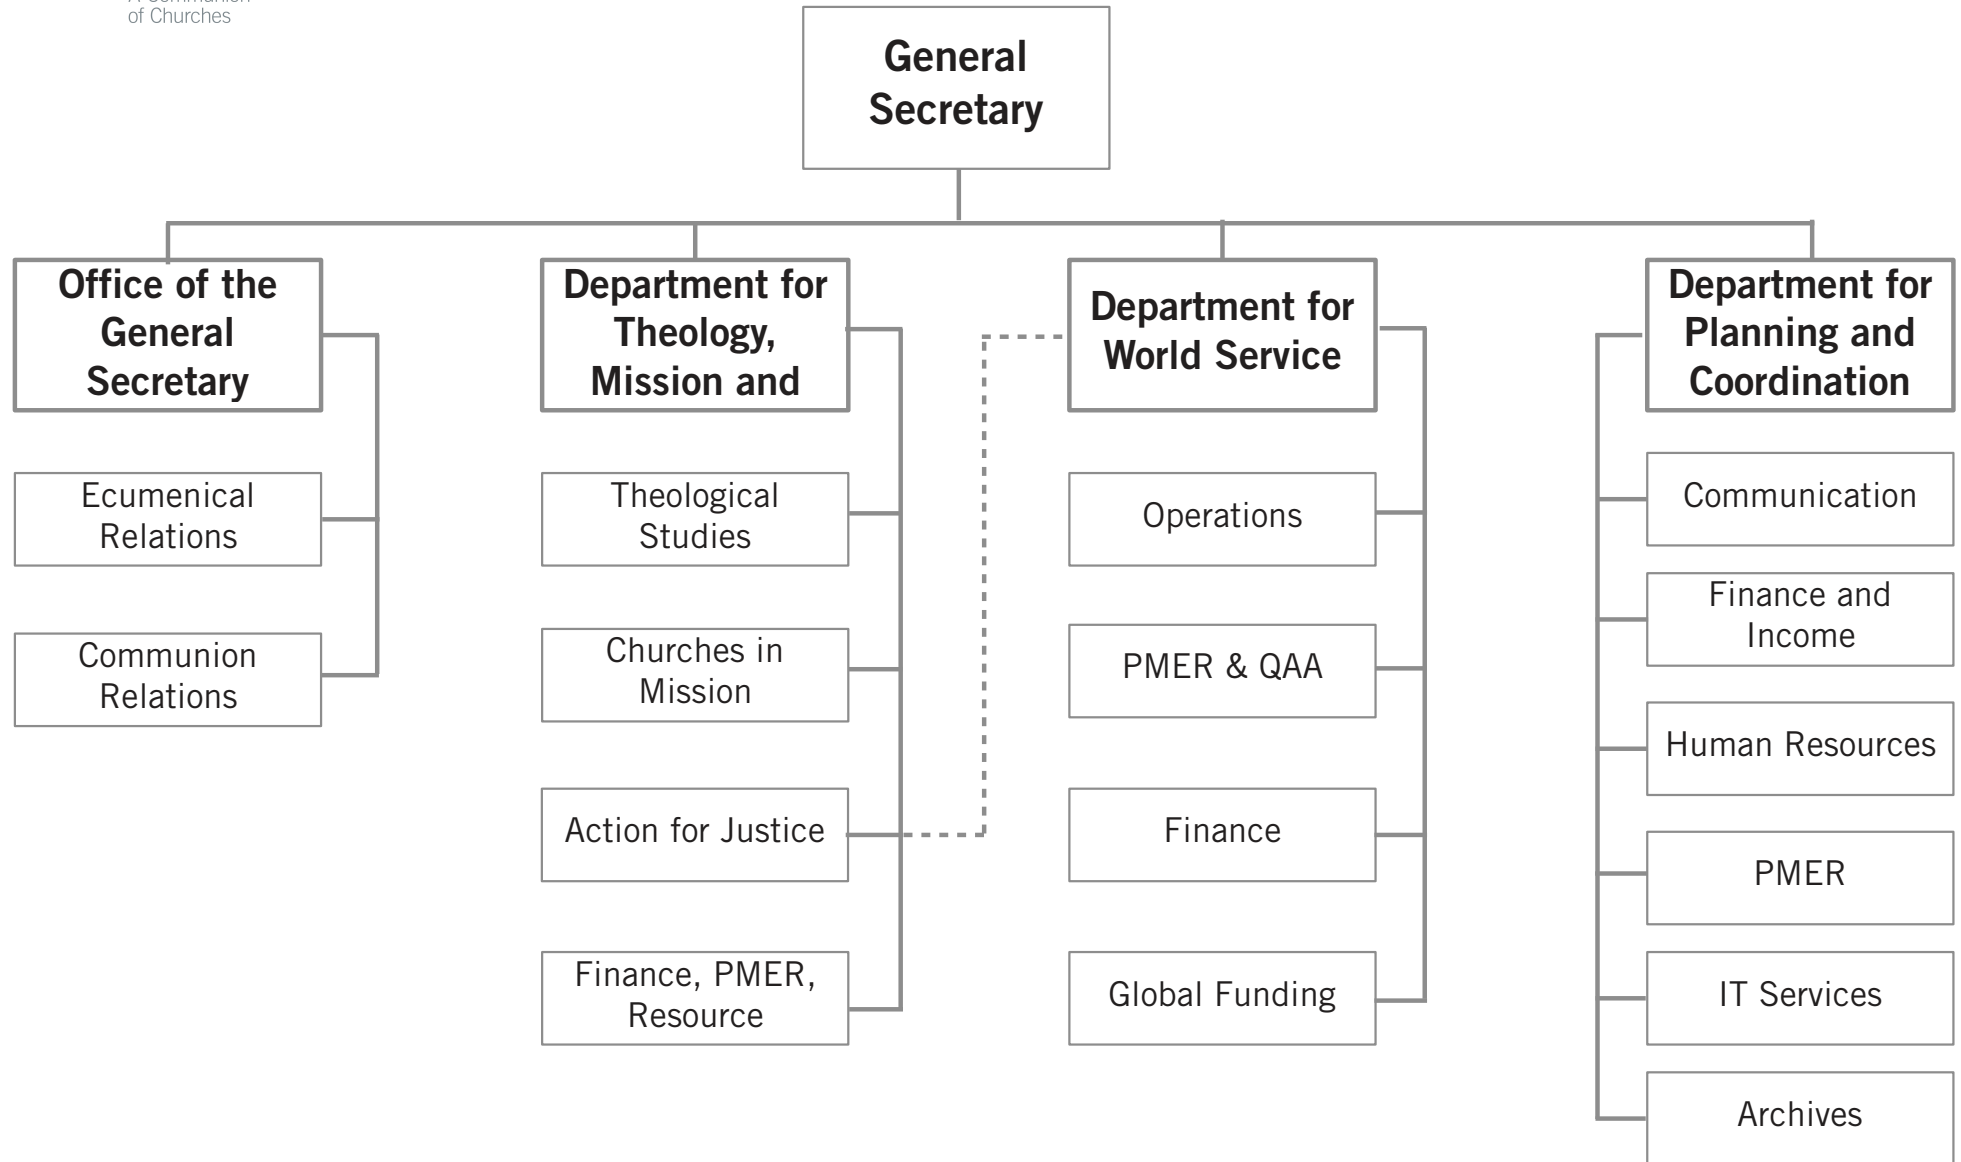 of Churches
General
Secretary
Office of the
General
Secretary
Ecumenical
Relations
Communion
Relations
Department for
Theology,
Mission and
Theological
Studies
Churches in
Mission
Action for Justice
Finance, PMER,
Resource
Department for
World Service
Operations
PMER & QAA
Finance
Global Funding
Department for
Planning and
Coordination
Communication
Finance and
Income
Human Resources
PMER
IT Services
Archives